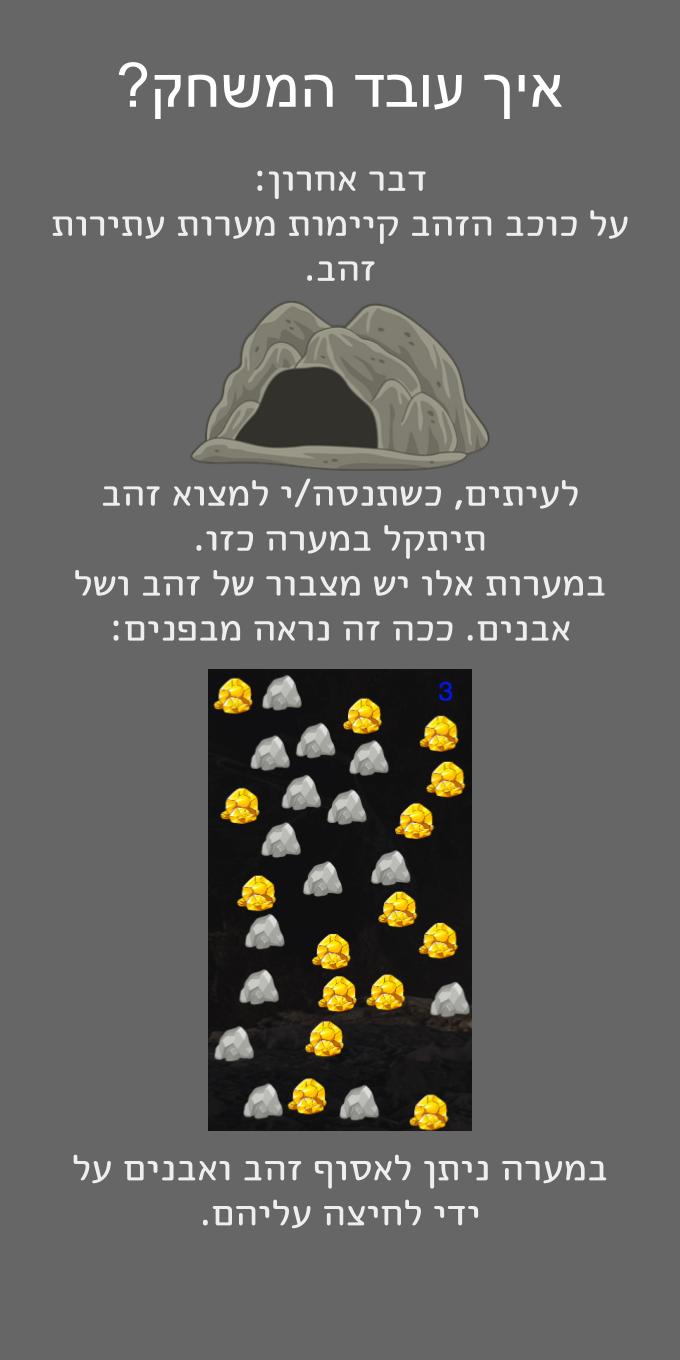 איך עובד המשחק?
דבר אחרון:
על כוכב הזהב קיימות מערות עתירות
זהב.
לעיתים, כשתנסה/י למצוא זהב
תיתקל במערה כזו.
במערות אלו יש מצבור של זהב ושל
אבנים. ככה זה נראה מבפנים:
3
במערה ניתן לאסוף זהב ואבנים על
ידי לחיצה עליהם.